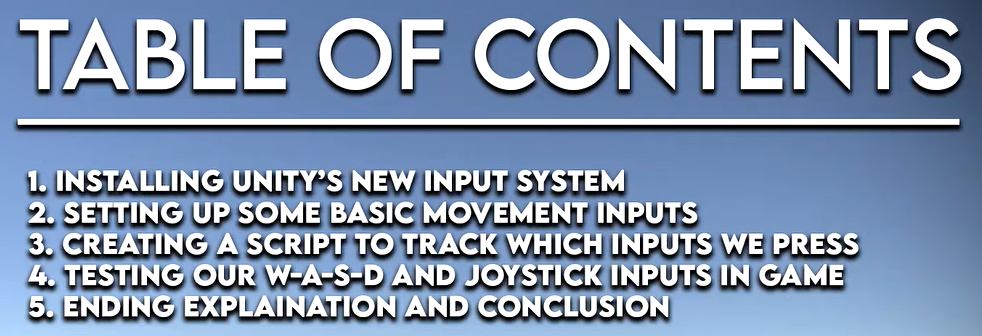 TABLE OF CONTENTS
1. INSTALLING UNITY'S NEW INPUT SYSTEM
2. SETTING UP SOME BASIC MOVEMENT INPUTS
3. CREATING A SCRIPT TO TRACK WHICH INPUTS WE PRESS
4. TESTING OUR W-A-S-D AND JOYSTICK INPUTS IN GAME
5. ENDING EXPLAINATION AND CONCLUSION